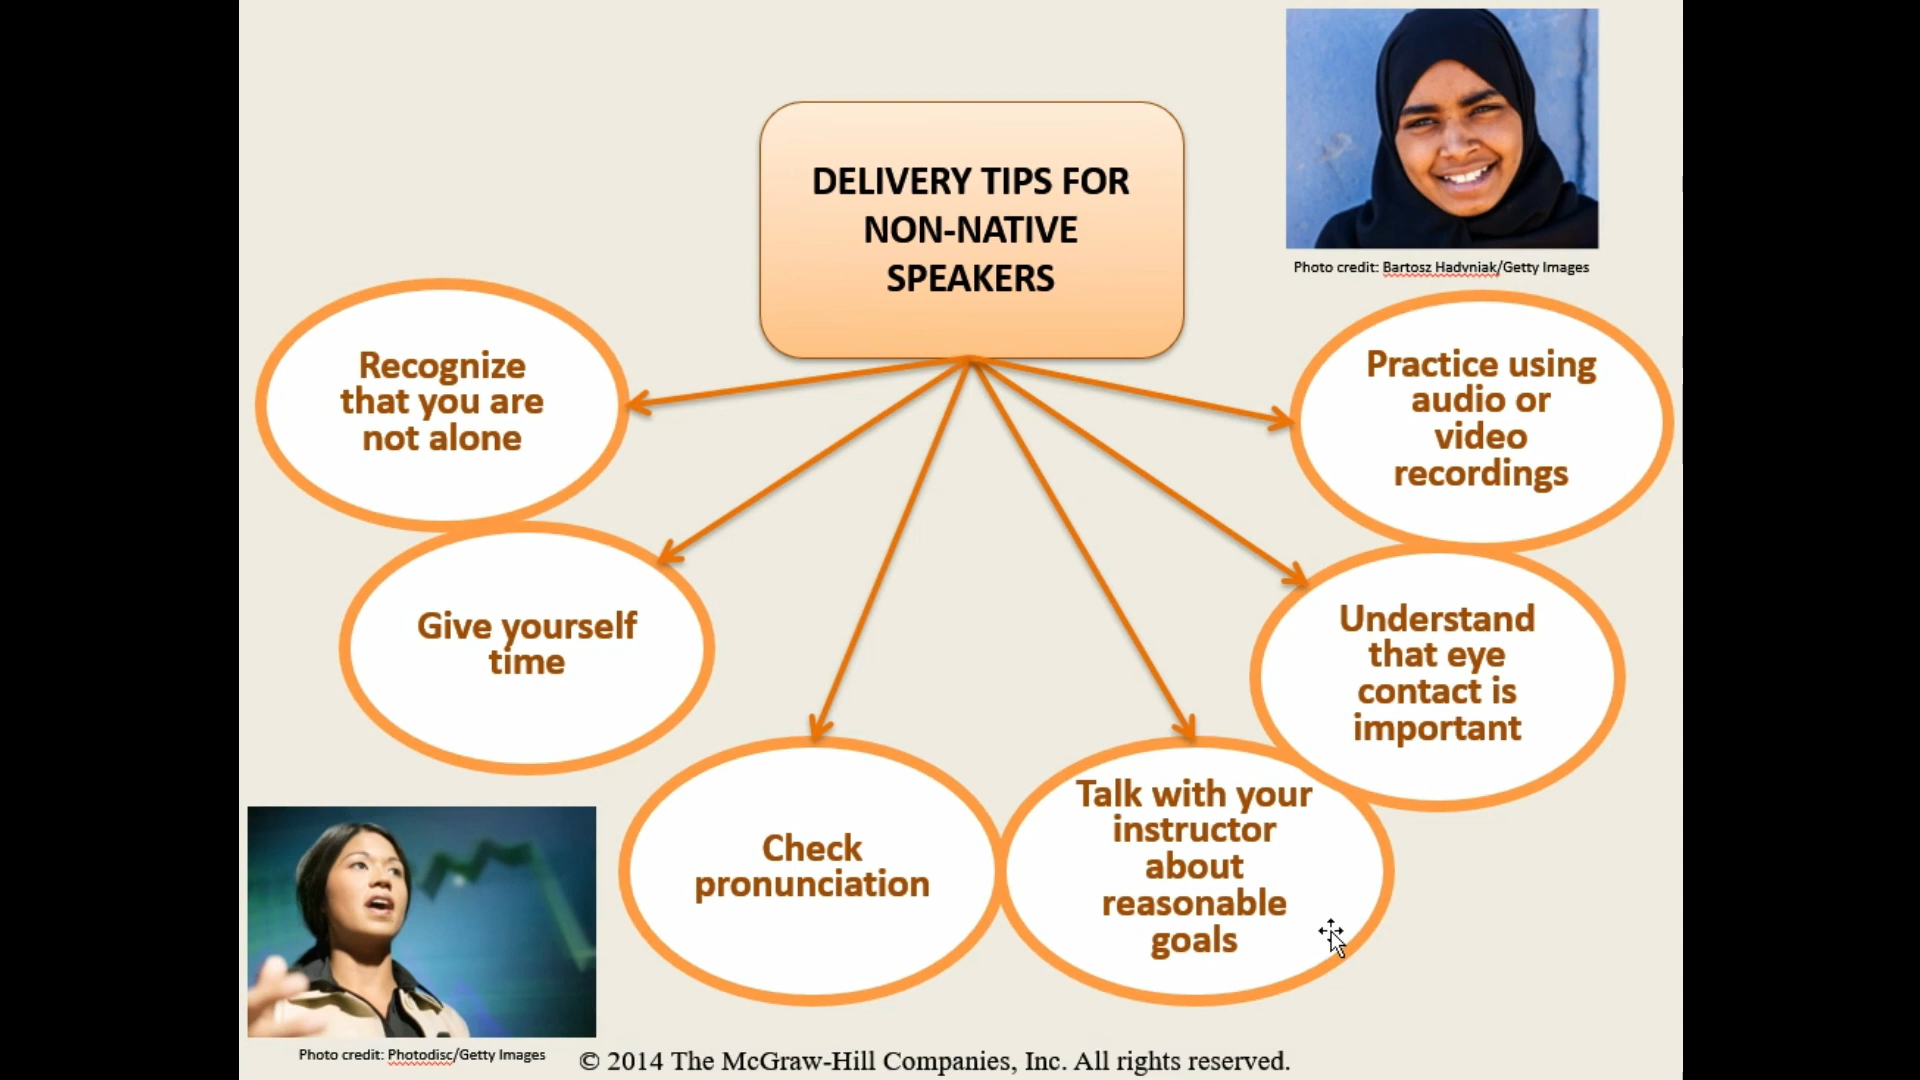 DELIVERY TIPS FOR
NON-NATIVE
SPEAKERS
Photo credit: Bartosz Hadyniak/Getty Images
Recognize
that you are
not alone
Give yourself
time
Check
pronunciation
Talk with your
instructor
about
reasonable
goals
Understand
that eye
contact is
important
Practice using
audio or
video
recordings
Photo credit: Photodisc/Getty Images
© 2014 The McGraw-Hill Companies, Inc. All rights reserved.